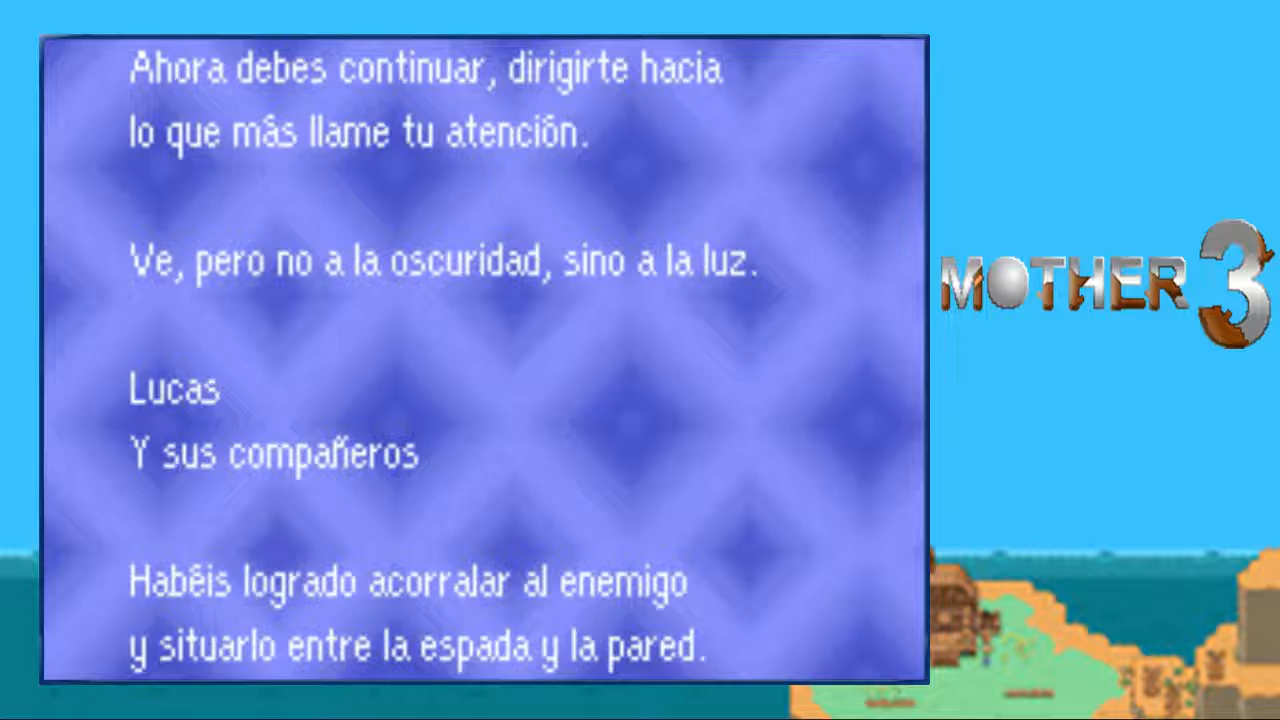 Ahora debes continuar, dirigirte hacia
lo que más llame tu atención.
Ve, pero no a la oscuridad, sino a la luz.
Lucas
Y sus compañeros
Habéis logrado acorralar al enemigo
y situarlo entre la espada y la pared.
MOTHER 3